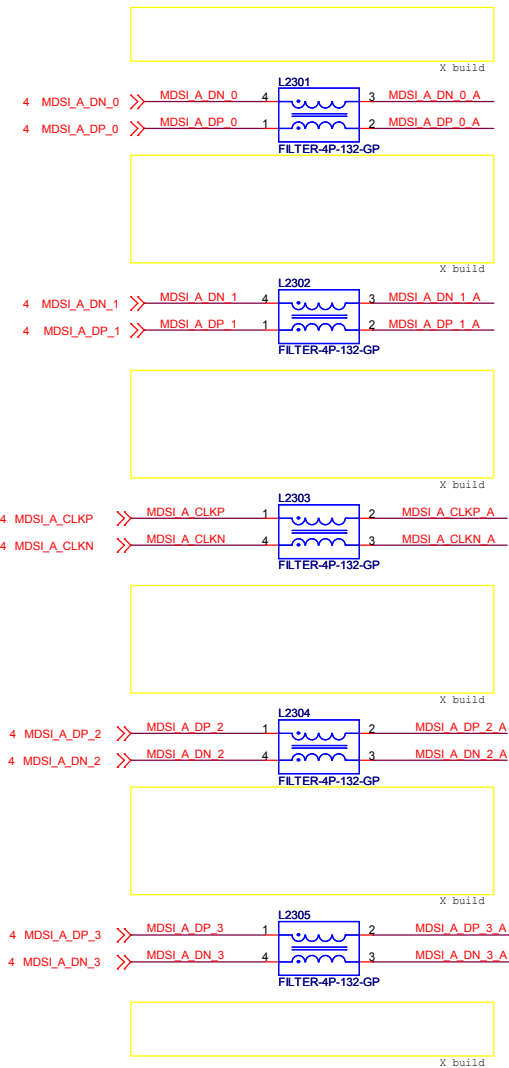 X build
L2301
4 MDSI_A_DN_0 MDSI_A_DN_0 4 3 MDSI_A_DN_0_A
4 MDSI_A_DP_0 MDSI_A_DP_0 1 2 MDSI_A_DP_0_A
FILTER-4P-132-GP
X build
L2302
4 MDSI_A_DN_1 MDSI_A_DN_1 4 3 MDSI_A_DN_1_A
4 MDSI_A_DP_1 MDSI_A_DP_1 1 2 MDSI_A_DP_1_A
FILTER-4P-132-GP
X build
L2303
4 MDSI_A_CLKP MDSI_A_CLKP 1 2 MDSI_A_CLKP_A
4 MDSI_A_CLKN MDSI_A_CLKN 4 3 MDSI_A_CLKN_A
FILTER-4P-132-GP
X build
L2304
4 MDSI_A_DP_2 MDSI_A_DP_2 1 2 MDSI_A_DP_2_A
4 MDSI_A_DN_2 MDSI_A_DN_2 4 3 MDSI_A_DN_2_A
FILTER-4P-132-GP
X build
L2305
4 MDSI_A_DP_3 MDSI_A_DP_3 1 2 MDSI_A_DP_3_A
4 MDSI_A_DN_3 MDSI_A_DN_3 4 3 MDSI_A_DN_3_A
FILTER-4P-132-GP
X build